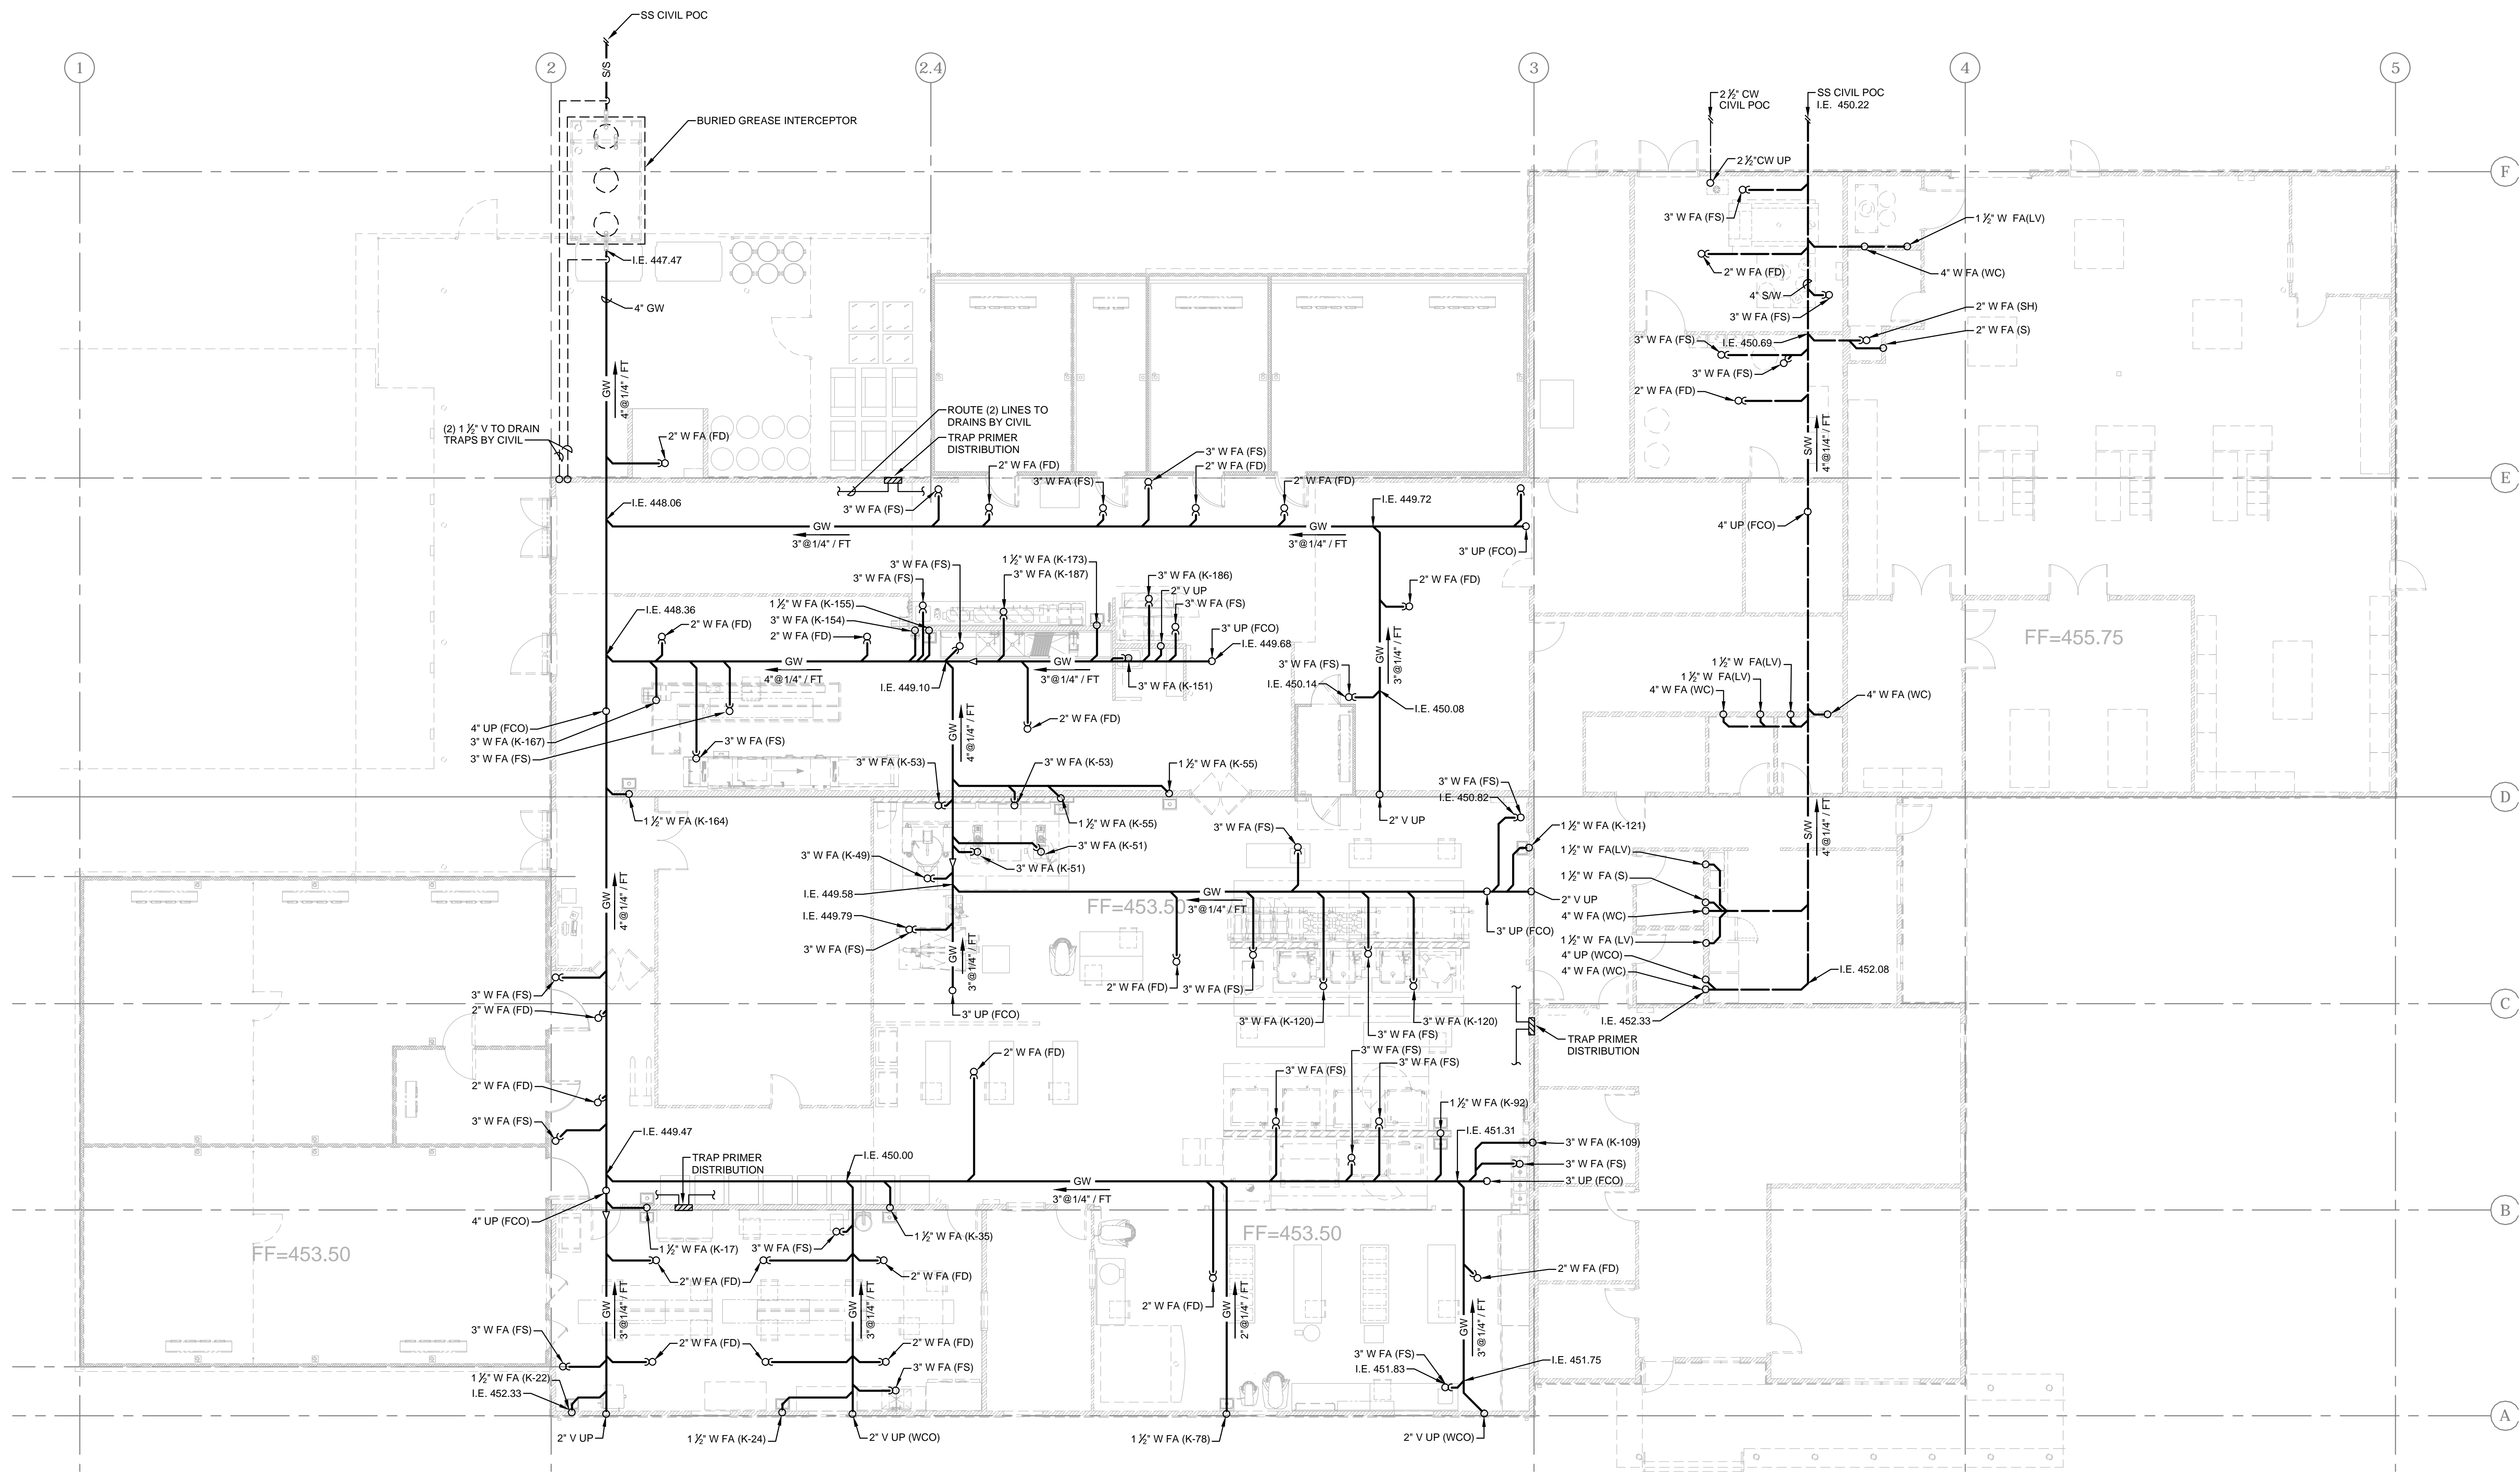 SS CIVIL POC
1
2
2.4
3
4
5
S/S
2 ½" CW
CIVIL POC
SS CIVIL POC
I.E. 450.22
BURIED GREASE INTERCEPTOR
2 ½"CW UP
F
3" W FA (FS)
1 ½" W FA(LV)
I.E. 447.47
2" W FA (FD)
4" W FA (WC)
4" GW
4" S/W
3" W FA (FS)
2" W FA (SH)
2" W FA (S)
3" W FA (FS)
I.E. 450.69
3" W FA (FS)
GW
4"@1/4" / FT
2" W FA (FD)
ROUTE (2) LINES TO
DRAINS BY CIVIL
(2) 1 ½" V TO DRAIN
TRAPS BY CIVIL
2" W FA (FD)
TRAP PRIMER
DISTRIBUTION
S/W
4"@1/4" / FT
3" W FA (FS)
2" W FA (FD)
2" W FA (FD)
3" W FA (FS)
2" W FA (FD)
E
I.E. 448.06
3" W FA (FS)
I.E. 449.72
GW
3"@1/4" / FT
3"@1/4" / FT
4" UP (FCO)
3" UP (FCO)
3" W FA (FS)
1 ½" W FA (K-173)
3" W FA (FS)
3" W FA (K-187)
3" W FA (K-186)
2" W FA (FD)
2" V UP
I.E. 448.36
1 ½" W FA (K-155)
3" W FA (FS)
2" W FA (FD)
3" W FA (K-154)
2" W FA (FD)
3" UP (FCO)
I.E. 449.68
FF=455.75
GW
4"@1/4" / FT
GW
3"@1/4" / FT
GW
3"@1/4" / FT
3" W FA (FS)
I.E. 449.10
3" W FA (K-151)
I.E. 450.14
1 ½" W FA(LV)
1 ½" W FA(LV)
4" W FA (WC)
4" W FA (WC)
I.E. 450.08
2" W FA (FD)
4" UP (FCO)
3" W FA (K-167)
3" W FA (FS)
GW
4"@1/4" / FT
3" W FA (FS)
3" W FA (K-53)
3" W FA (K-53)
1 ½" W FA (K-55)
3" W FA (FS)
I.E. 450.82
D
1 ½" W FA (K-164)
1 ½" W FA (K-55)
2" V UP
3" W FA (FS)
1 ½" W FA (K-121)
S/W
4"@1/4" / FT
3" W FA (K-51)
3" W FA (K-49)
3" W FA (K-51)
1 ½" W FA(LV)
1 ½" W FA (S)
I.E. 449.58
GW
3"@1/4" / FT
2" V UP
GW
4"@1/4" / FT
FF=453.50
I.E. 449.79
4" W FA (WC)
3" UP (FCO)
3" W FA (FS)
1 ½" W FA (LV)
GW
3"@1/4" / FT
4" UP (WCO)
4" W FA (WC)
I.E. 452.08
2" W FA (FD)
3" W FA (FS)
3" W FA (FS)
2" W FA (FD)
3" UP (FCO)
3" W FA (K-120)
3" W FA (K-120)
I.E. 452.33
C
3" W FA (FS)
TRAP PRIMER
DISTRIBUTION
2" W FA (FD)
3" W FA (FS)
3" W FA (FS)
3" W FA (FS)
2" W FA (FD)
1 ½" W FA (K-92)
3" W FA (FS)
I.E. 449.47
I.E. 451.31
3" W FA (K-109)
TRAP PRIMER
DISTRIBUTION
I.E. 450.00
3" W FA (FS)
GW
3"@1/4" / FT
3" UP (FCO)
4" UP (FCO)
B
1 ½" W FA (K-17)
3" W FA (FS)
1 ½" W FA (K-35)
FF=453.50
FF=453.50
2" W FA (FD)
2" W FA (FD)
2" W FA (FD)
2" W FA (FD)
GW
3"@1/4" / FT
GW
3"@1/4" / FT
GW
2"@1/4" / FT
GW
3"@1/4" / FT
3" W FA (FS)
2" W FA (FD)
2" W FA (FD)
3" W FA (FS)
3" W FA (FS)
I.E. 451.75
I.E. 451.83
1 ½" W FA (K-22)
I.E. 452.33
A
2" V UP
1 ½" W FA (K-24)
2" V UP (WCO)
1 ½" W FA (K-78)
2" V UP (WCO)